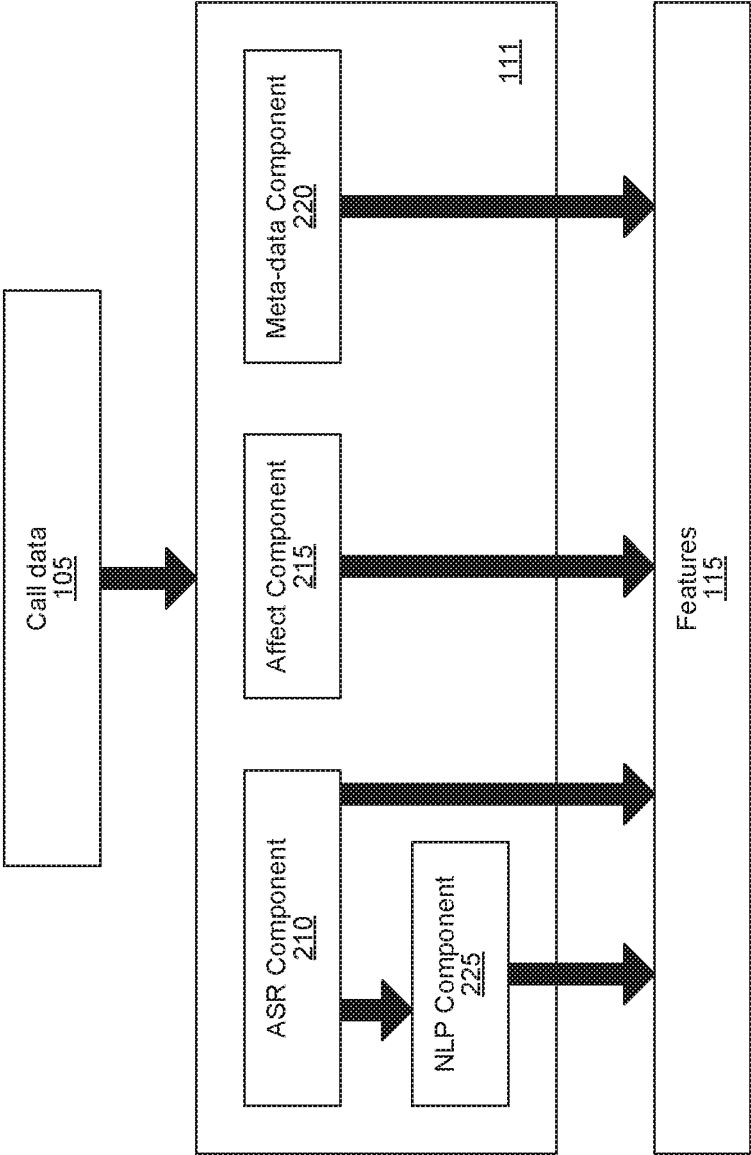 Call data
105
111
ASR Component
210
Affect Component
215
Meta-data Component
220
NLP Component
225
Features
115